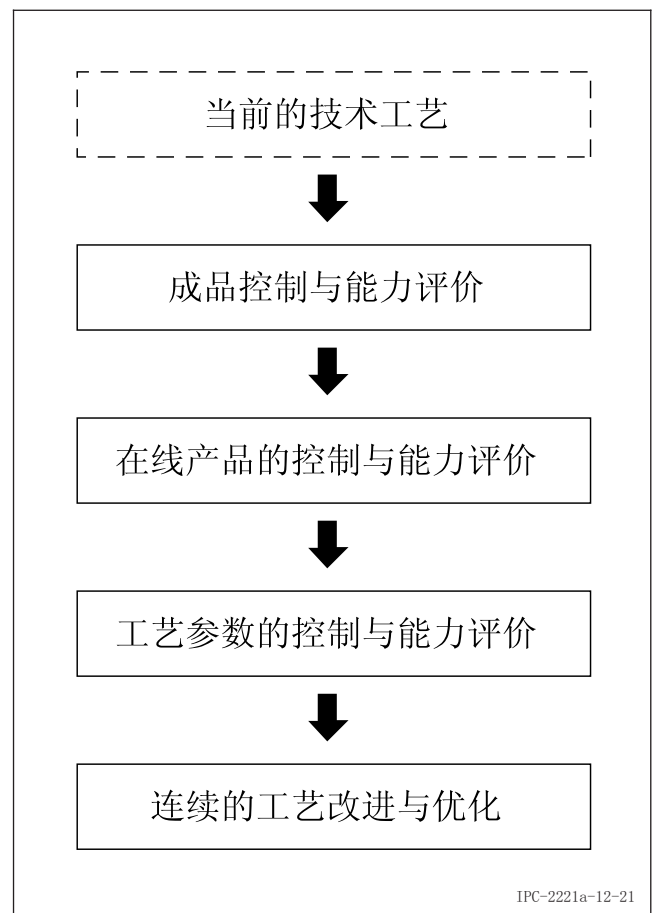 当前的技术工艺
成品控制与能力评价
在线产品的控制与能力评价
工艺参数的控制与能力评价
连续的工艺改进与优化
IPC-2221a-12-21